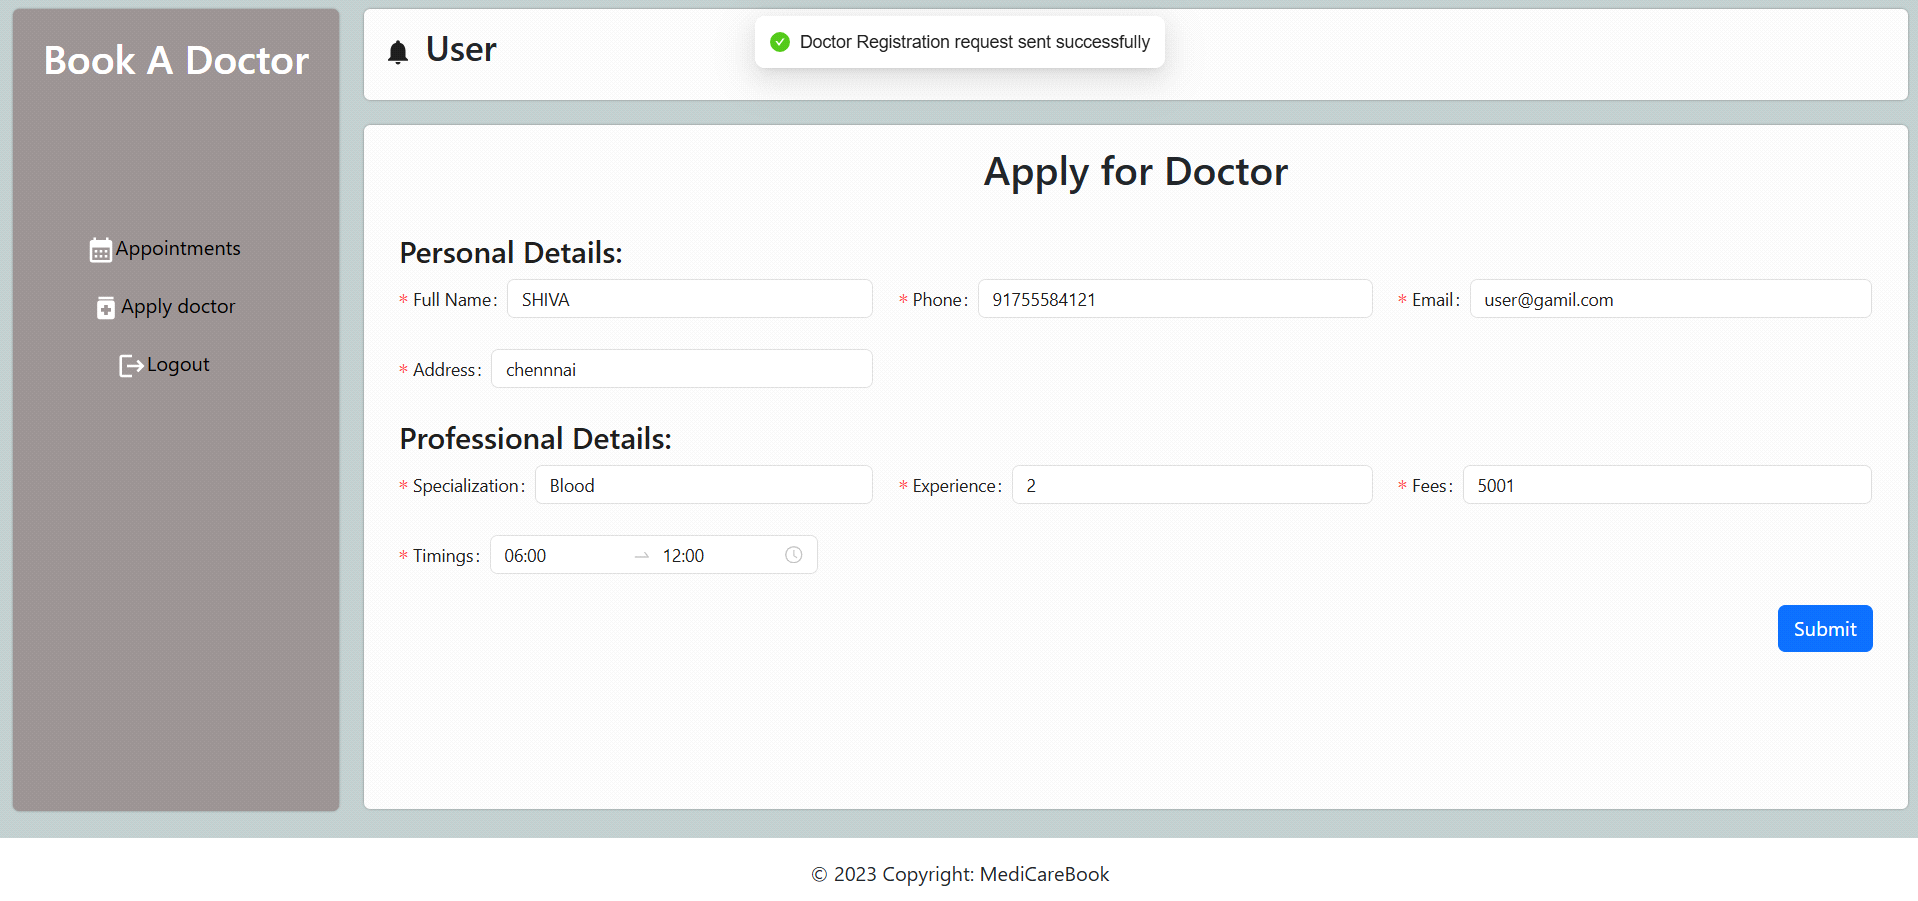 Book A Doctor
Appointments
Apply doctor
Logout
User
Doctor Registration request sent successfully
Apply for Doctor
Personal Details:
* Full Name: SHIVA * Phone: 91755584121 * Email: user@gamil.com
* Address: chennnai
Professional Details:
* Specialization: Blood * Experience: 2 * Fees: 5001
* Timings: 06:00 → 12:00
Submit
© 2023 Copyright: MediCareBook